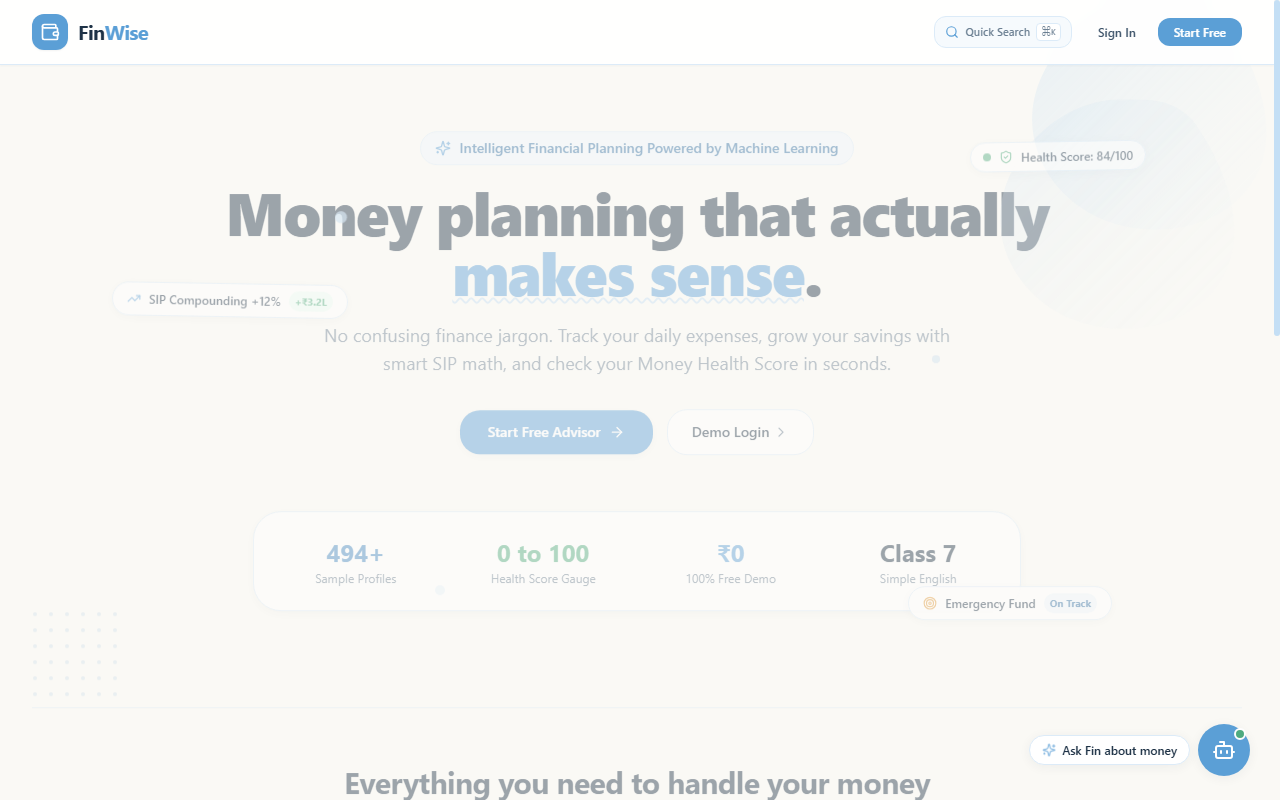 FinWise
Quick Search ⌘K
Sign In
Start Free
Intelligent Financial Planning Powered by Machine Learning
Health Score: 84/100
Money planning that actually
makes sense.
SIP Compounding +12% +₹3.2L
No confusing finance jargon. Track your daily expenses, grow your savings with
smart SIP math, and check your Money Health Score in seconds.
Start Free Advisor
Demo Login
494+
Sample Profiles
0 to 100
Health Score Gauge
₹0
100% Free Demo
Class 7
Simple English
Emergency Fund On Track
Ask Fin about money
Everything you need to handle your money